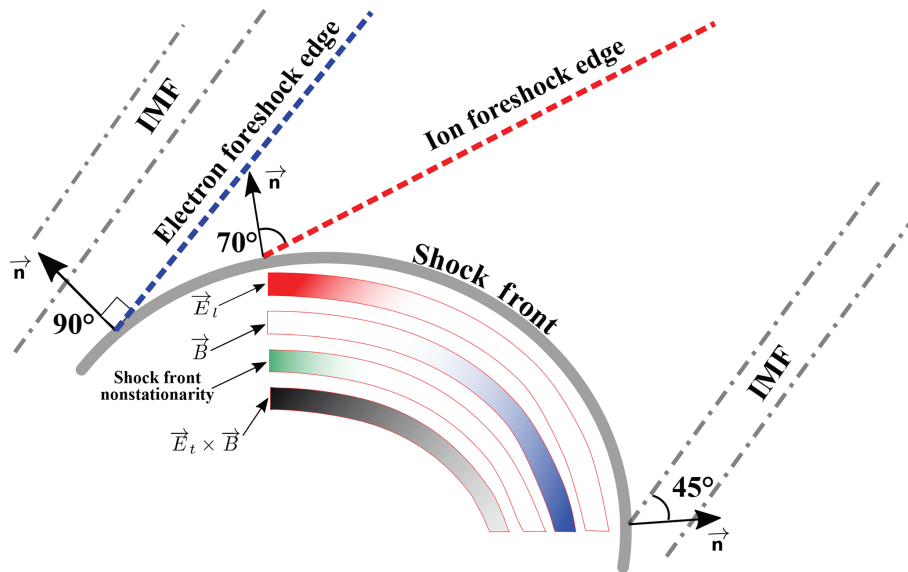 IMF
Electron foreshock edge
Ion foreshock edge
n⃗
70°
n⃗
90°
Shock front
E⃗ₗ
B⃗
Shock front
nonstationarity
E⃗ₜ × B⃗
IMF
45°
n⃗